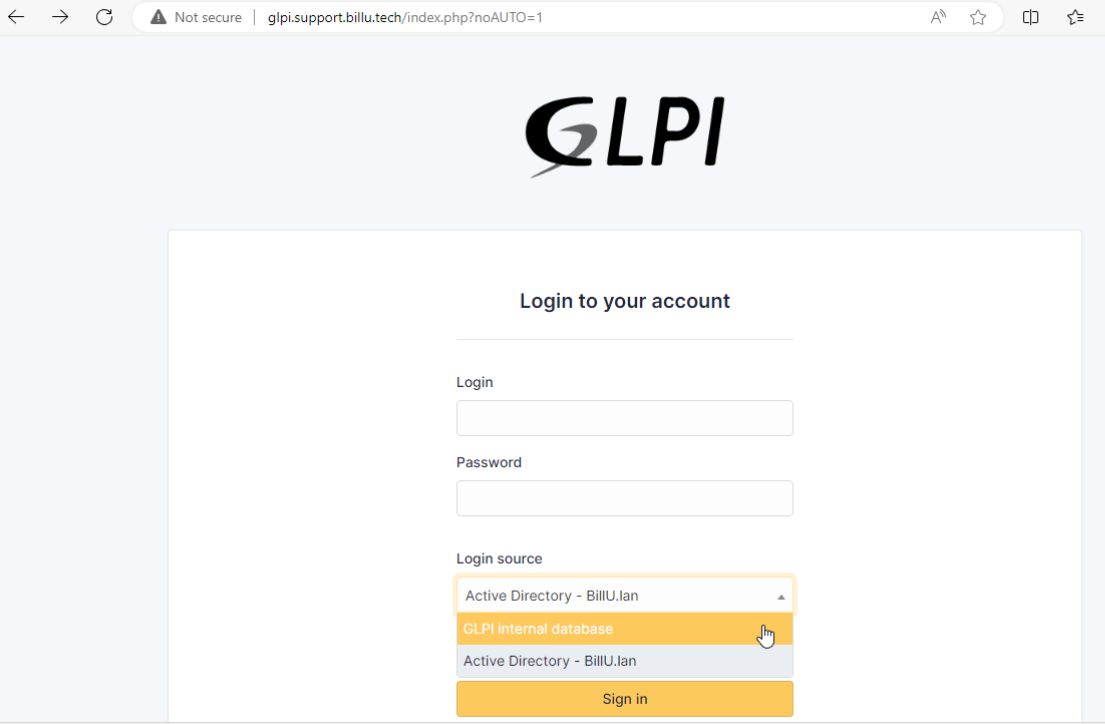 Not secure glpi.support.billu.tech/index.php?noAUTO=1
GLPI
Login to your account
Login
Password
Login source
Active Directory - BillU.lan
GLPI internal database
Active Directory - BillU.lan
Sign in